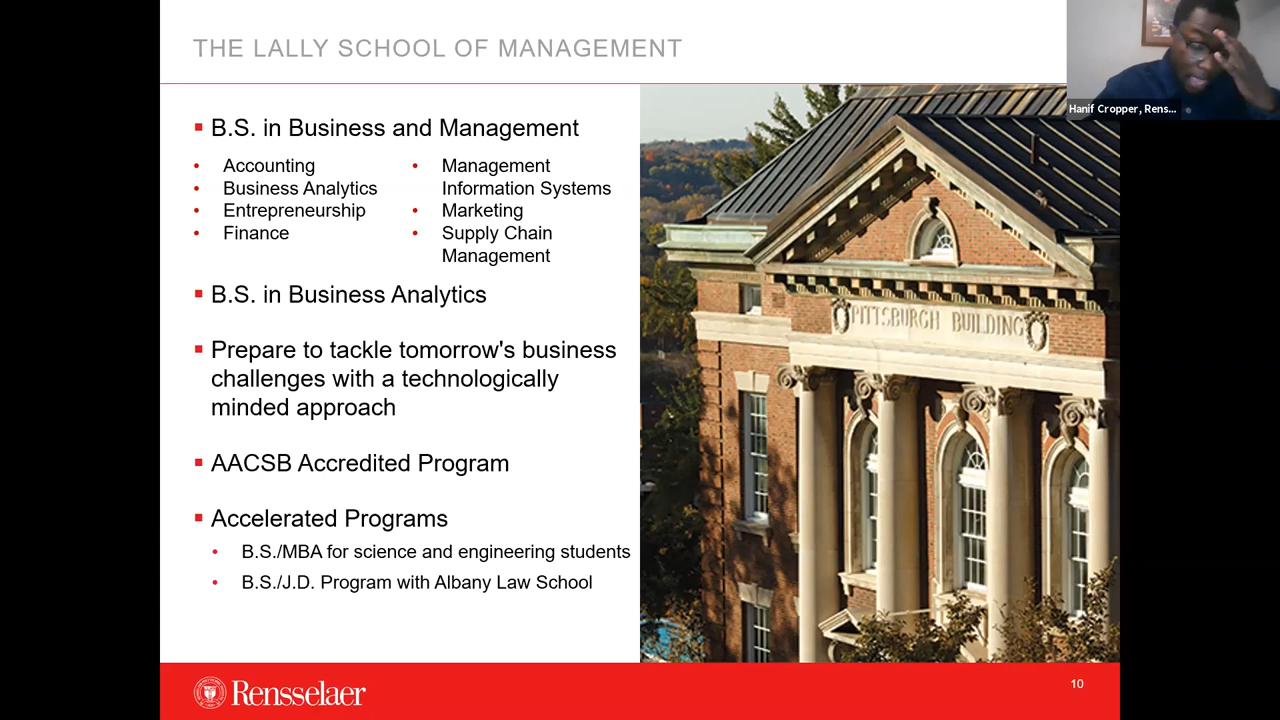 THE LALLY SCHOOL OF MANAGEMENT
Hanif Cropper, Rens...
B.S. in Business and Management
Accounting
Business Analytics
Entrepreneurship
Finance
Management
Information Systems
Marketing
Supply Chain
Management
B.S. in Business Analytics
Prepare to tackle tomorrow's business
challenges with a technologically
minded approach
AACSB Accredited Program
Accelerated Programs
B.S./MBA for science and engineering students
B.S./J.D. Program with Albany Law School
PITTSBURGH BUILDING
Rensselaer
10